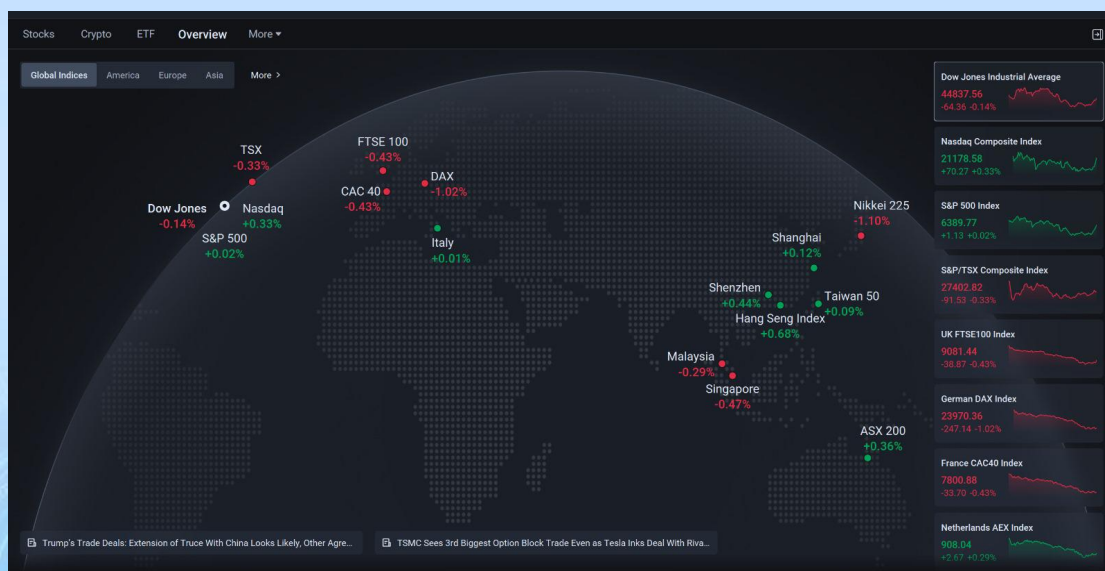 Stocks Crypto ETF Overview More
Global Indices America Europe Asia More >
TSX
-0.33%
Dow Jones
-0.14%
Nasdaq
+0.33%
S&P 500
+0.02%
FTSE 100
-0.43%
CAC 40
-0.43%
DAX
-1.02%
Italy
+0.01%
Nikkei 225
-1.10%
Shanghai
+0.12%
Shenzhen
+0.44%
Taiwan 50
+0.09%
Hang Seng Index
+0.68%
Malaysia
-0.29%
Singapore
-0.47%
ASX 200
+0.36%
Dow Jones Industrial Average
44837.56
-64.36 -0.14%
Nasdaq Composite Index
21178.58
+70.27 +0.33%
S&P 500 Index
6389.77
+1.13 +0.02%
S&P/TSX Composite Index
27402.82
-91.53 -0.33%
UK FTSE100 Index
9081.44
-38.87 -0.43%
German DAX Index
23970.36
-247.14 -1.02%
France CAC40 Index
7800.88
-33.70 -0.43%
Netherlands AEX Index
908.04
+2.67 +0.29%
Trump's Trade Deals: Extension of Truce With China Looks Likely, Other Agre...
TSMC Sees 3rd Biggest Option Block Trade Even as Tesla Inks Deal With Riva...